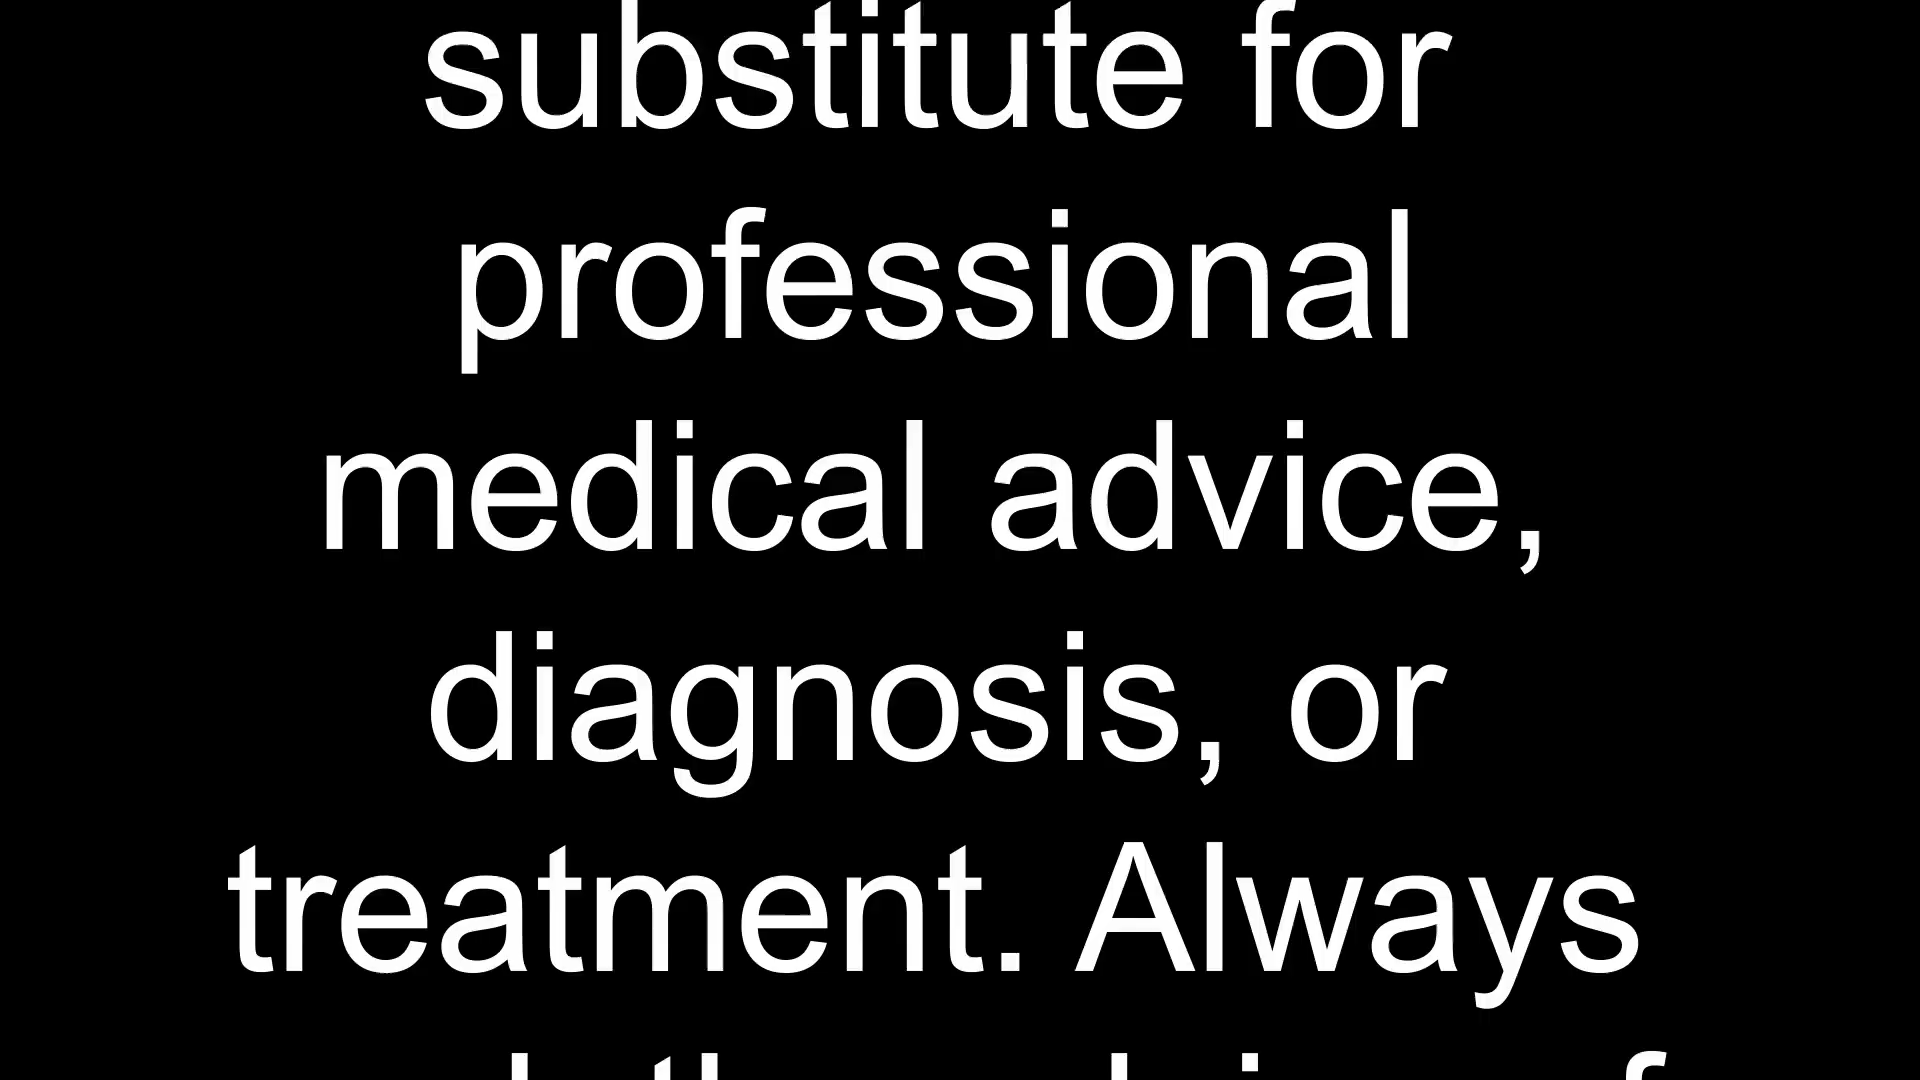 substitute for
professional
medical advice,
diagnosis, or
treatment. Always